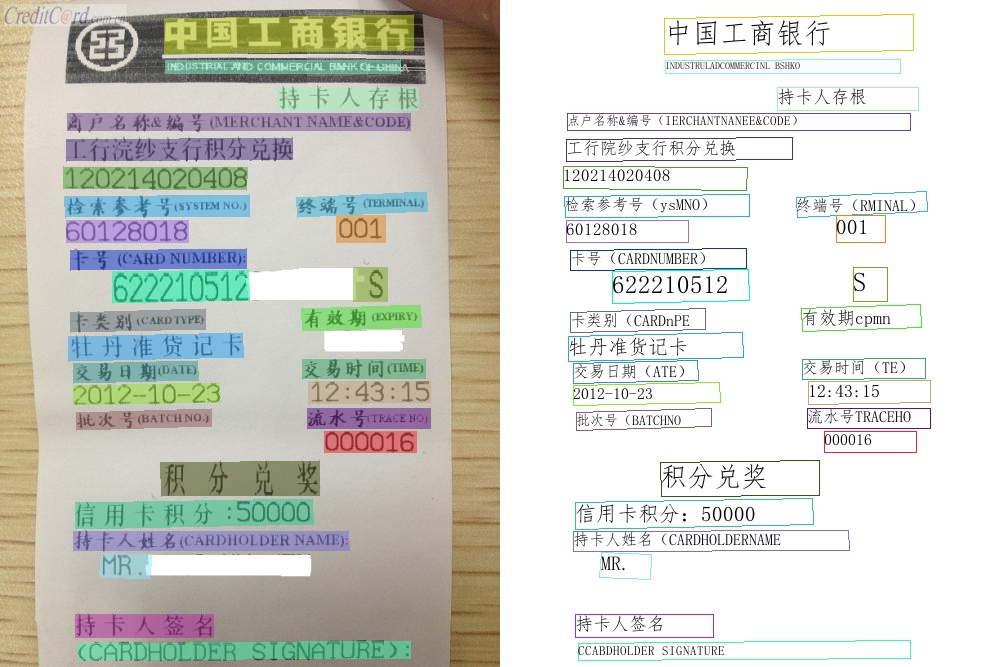 CreditCard.com.cn
中国工商银行
INDUSTRIAL AND COMMERCIAL BANK OF CHINA
持卡人存根
商户名称&编号(MERCHANT NAME&CODE)
工行浣纱支行积分兑换
120214020408
检索参考号(SYSTEM NO.) 终端号(TERMINAL)
60128018 001
卡号(CARD NUMBER):
622210512 S
卡类别(CARD TYPE) 有效期(EXPIRY)
牡丹准贷记卡
交易日期(DATE) 交易时间(TIME)
2012-10-23 12:43:15
批次号(BATCH NO.) 流水号(TRACE NO)
000016
积分兑奖
信用卡积分:50000
持卡人姓名(CARDHOLDER NAME):
MR.
持卡人签名
(CARDHOLDER SIGNATURE):
中国工商银行
INDUSTRULADCOMMERCINL BSHKO
持卡人存根
点户名称&编号(IERCHANTNANEE&CODE)
工行院纱支行积分兑换
120214020408
检索参考号(ysMNO) 终端号(RMINAL)
60128018 001
卡号(CARDNUMBER)
622210512 S
卡类别(CARDnPE 有效期cpmn
牡丹准货记卡
交易日期(ATE) 交易时间(TE)
2012-10-23 12:43:15
批次号(BATCHNO 流水号TRACEHO
000016
积分兑奖
信用卡积分: 50000
持卡人姓名(CARDHOLDERNAME
MR.
持卡人签名
CCABDHOLDER SIGNATURE